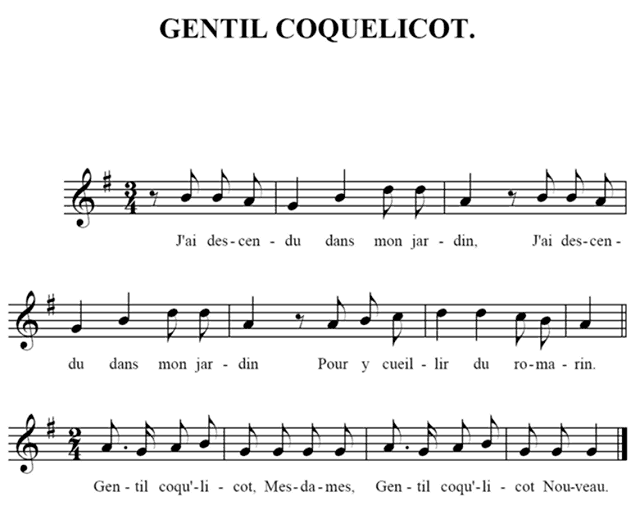 GENTIL COQUELICOT.
3
4
J'ai des-cen - du dans mon jar - din, J'ai des-cen -
du dans mon jar - din Pour y cueil - lir du ro-ma - rin.
2
4
Gen - til coqu'-li - cot, Mes-da-mes, Gen - til coqu'-li - cot Nou-veau.